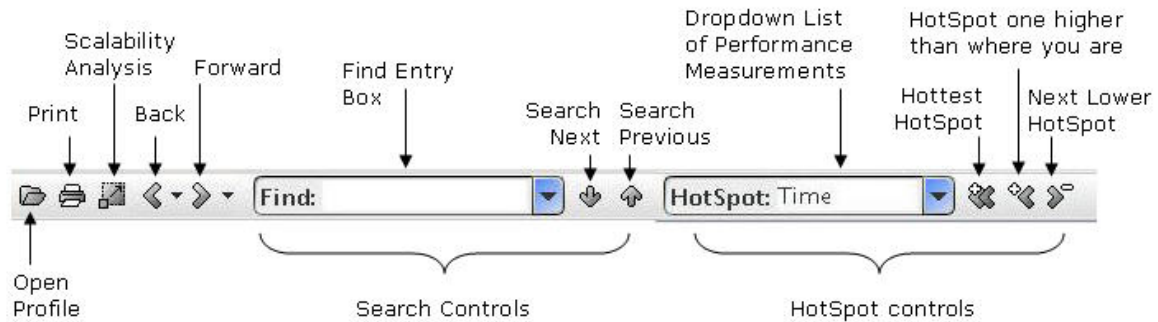 Scalability
Analysis
Print
Back
Forward
Find Entry
Box
Search
Next
Search
Previous
Dropdown List
of Performance
Measurements
Hottest
HotSpot
HotSpot one higher
than where you are
Next Lower
HotSpot
Find:
HotSpot: Time
Open
Profile
Search Controls
HotSpot controls